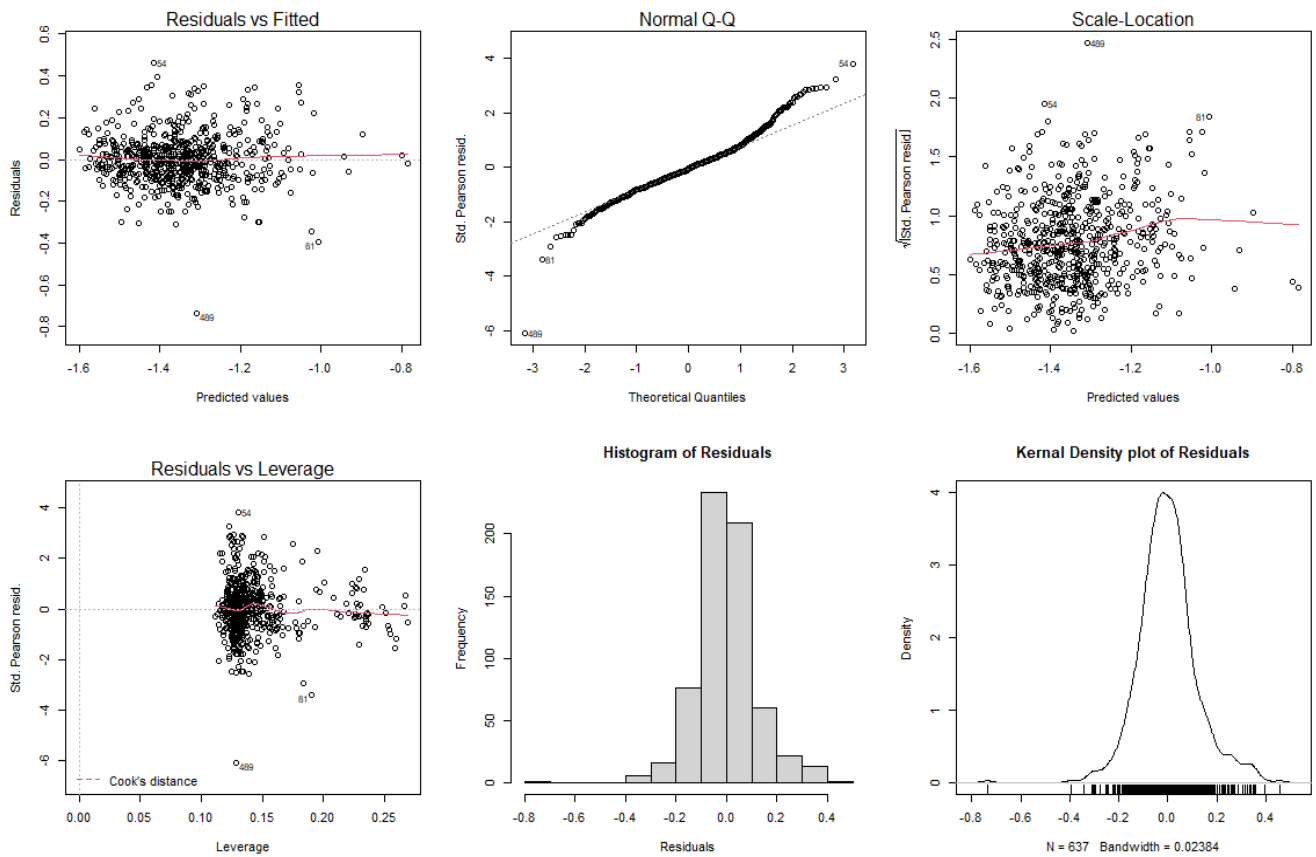 Residuals vs Fitted
Residuals
0.6
0.4
0.2
0.0
-0.2
-0.4
-0.6
-0.8
54
81
489
-1.6 -1.4 -1.2 -1.0 -0.8
Predicted values
Normal Q-Q
Std. Pearson resid.
4
2
0
-2
-4
-6
54
81
489
-3 -2 -1 0 1 2 3
Theoretical Quantiles
Scale-Location
√|Std. Pearson resid.|
2.5
2.0
1.5
1.0
0.5
0.0
489
54
81
-1.6 -1.4 -1.2 -1.0 -0.8
Predicted values
Residuals vs Leverage
Std. Pearson resid.
4
2
0
-2
-4
-6
54
81
489
Cook's distance
0.00 0.05 0.10 0.15 0.20 0.25
Leverage
Histogram of Residuals
Frequency
200
150
100
50
0
-0.8 -0.6 -0.4 -0.2 0.0 0.2 0.4
Residuals
Kernal Density plot of Residuals
Density
4
3
2
1
0
-0.8 -0.6 -0.4 -0.2 0.0 0.2 0.4
N = 637 Bandwidth = 0.02384